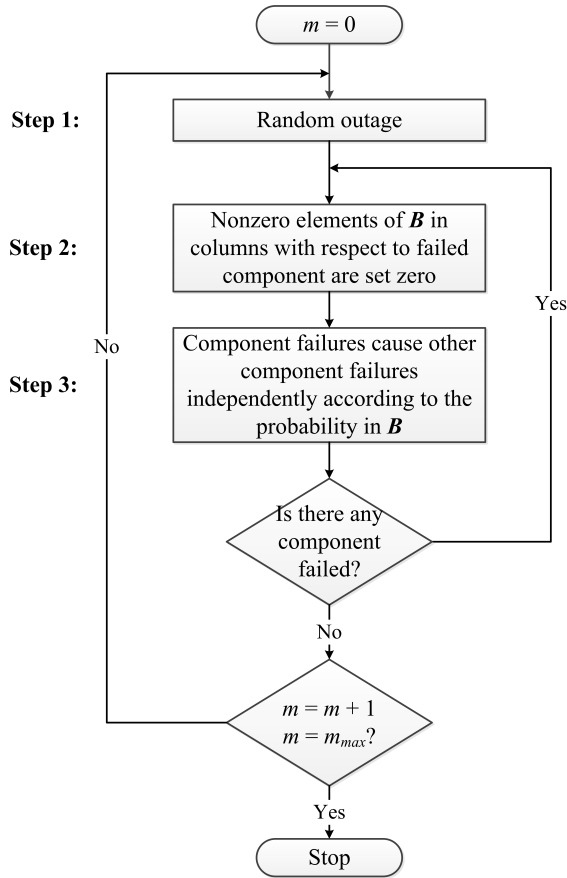 m = 0
Step 1:
Random outage
Step 2:
Nonzero elements of B in
columns with respect to failed
component are set zero
Yes
No
Step 3:
Component failures cause other
component failures
independently according to the
probability in B
Is there any
component
failed?
No
m = m + 1
m = mmax?
Yes
Stop